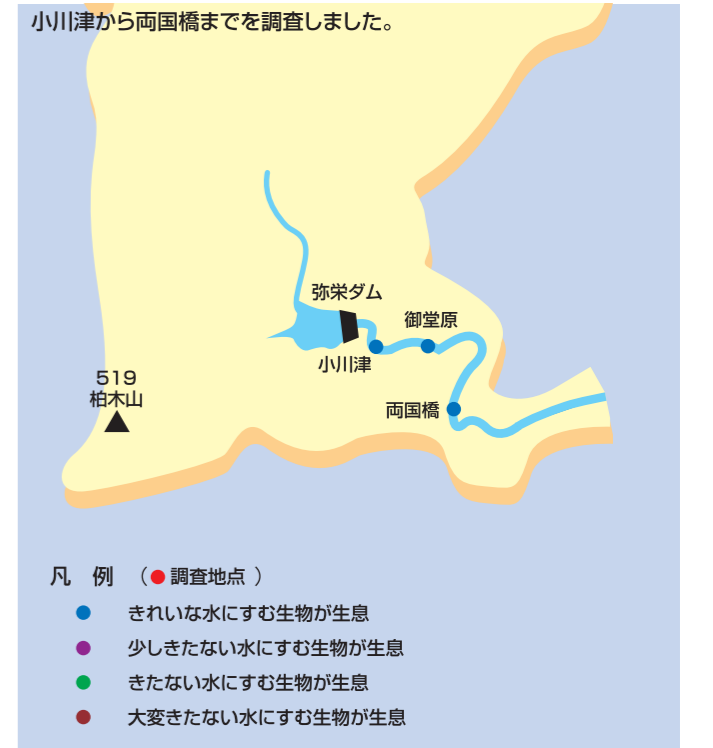 小川津から両国橋までを調査しました。
弥栄ダム
御堂原
小川津
519
柏木山
両国橋
凡　例　（●調査地点 ）
きれいな水にすむ生物が生息
少しきたない水にすむ生物が生息
きたない水にすむ生物が生息
大変きたない水にすむ生物が生息